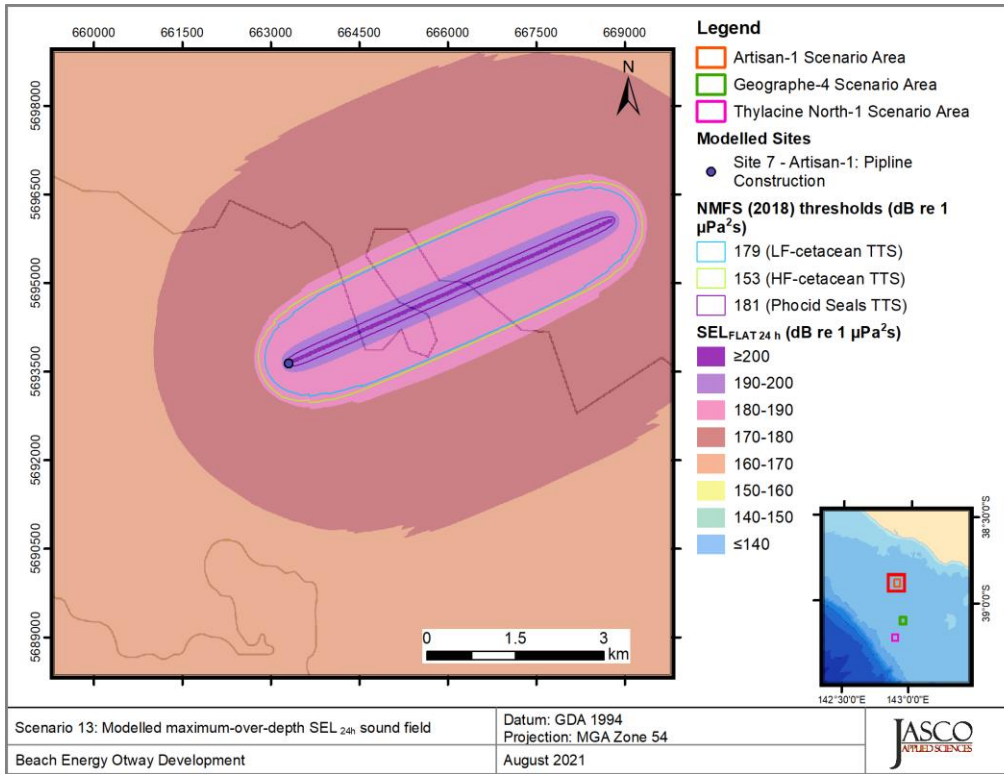 660000 661500 663000 664500 666000 667500 669000
5698000
5696500
5695000
5693500
5692000
5690500
5689000
N
0 1.5 3
km
Legend
Artisan-1 Scenario Area
Geographe-4 Scenario Area
Thylacine North-1 Scenario Area
Modelled Sites
Site 7 - Artisan-1: Pipline
Construction
NMFS (2018) thresholds (dB re 1
µPa²s)
179 (LF-cetacean TTS)
153 (HF-cetacean TTS)
181 (Phocid Seals TTS)
SEL FLAT 24 h (dB re 1 µPa²s)
≥200
190-200
180-190
170-180
160-170
150-160
140-150
≤140
38°30'0"S
39°0'0"S
142°30'0"E 143°0'0"E
Scenario 13: Modelled maximum-over-depth SEL 24h sound field
Datum: GDA 1994
Projection: MGA Zone 54
Beach Energy Otway Development
August 2021
JASCO
APPLIED SCIENCES